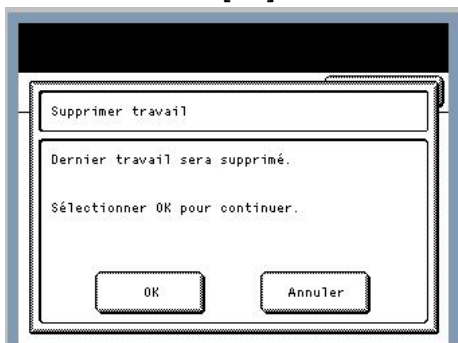 Supprimer travail
Dernier travail sera supprimé.
Sélectionner OK pour continuer.
OK
Annuler